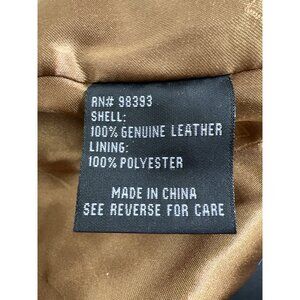 RN# 98393
SHELL:
100% GENUINE LEATHER
LINING:
100% POLYESTER
MADE IN CHINA
SEE REVERSE FOR CARE